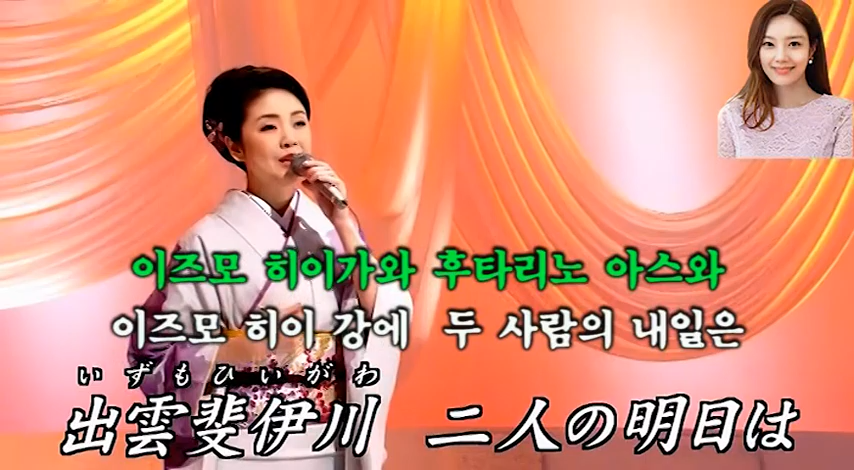 이즈모 히이가와 후타리노 아스와
이즈모 히이 강에 두 사람의 내일은
いずもひいがわ
出雲斐伊川 二人の明日は